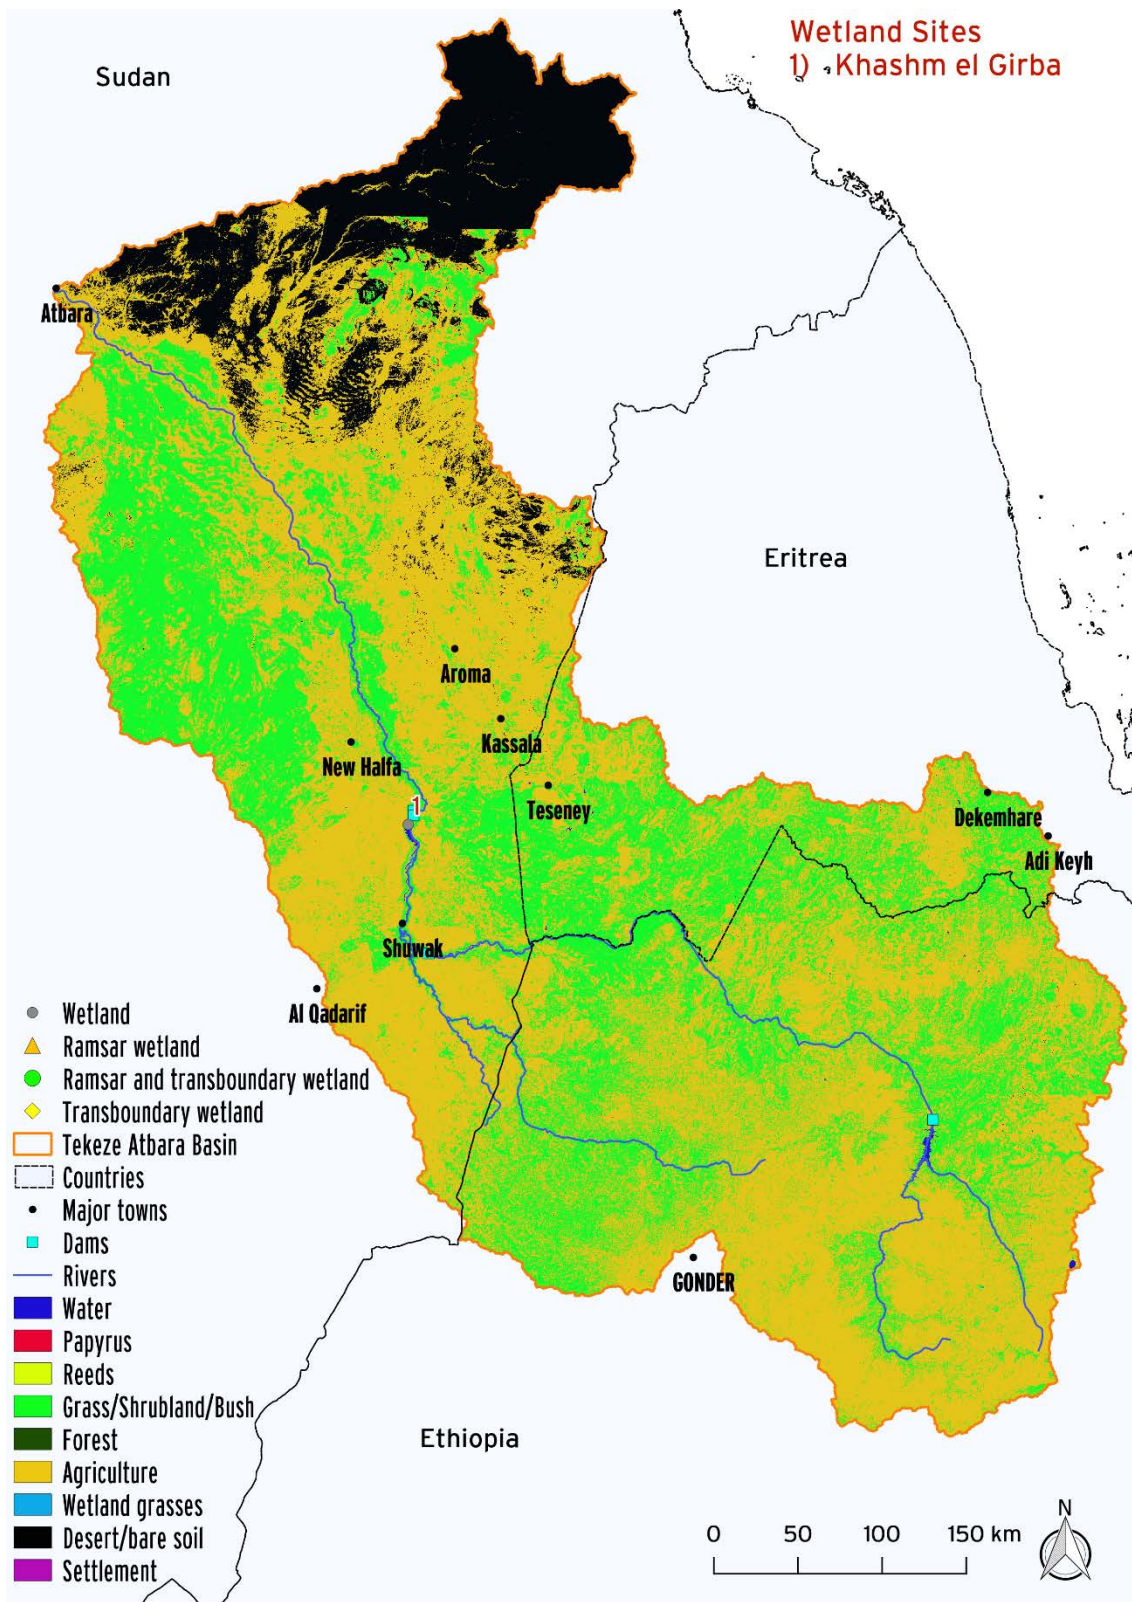 Wetland Sites
1) Khashm el Girba
Sudan
Atbara
Eritrea
Aroma
Kassala
New Halfa
1
Teseney
Dekemhare
Adi Keyh
Shuwak
Al Qadarif
GONDER
Ethiopia
Wetland
Ramsar wetland
Ramsar and transboundary wetland
Transboundary wetland
Tekeze Atbara Basin
Countries
Major towns
Dams
Rivers
Water
Papyrus
Reeds
Grass/Shrubland/Bush
Forest
Agriculture
Wetland grasses
Desert/bare soil
Settlement
N
0 50 100 150 km